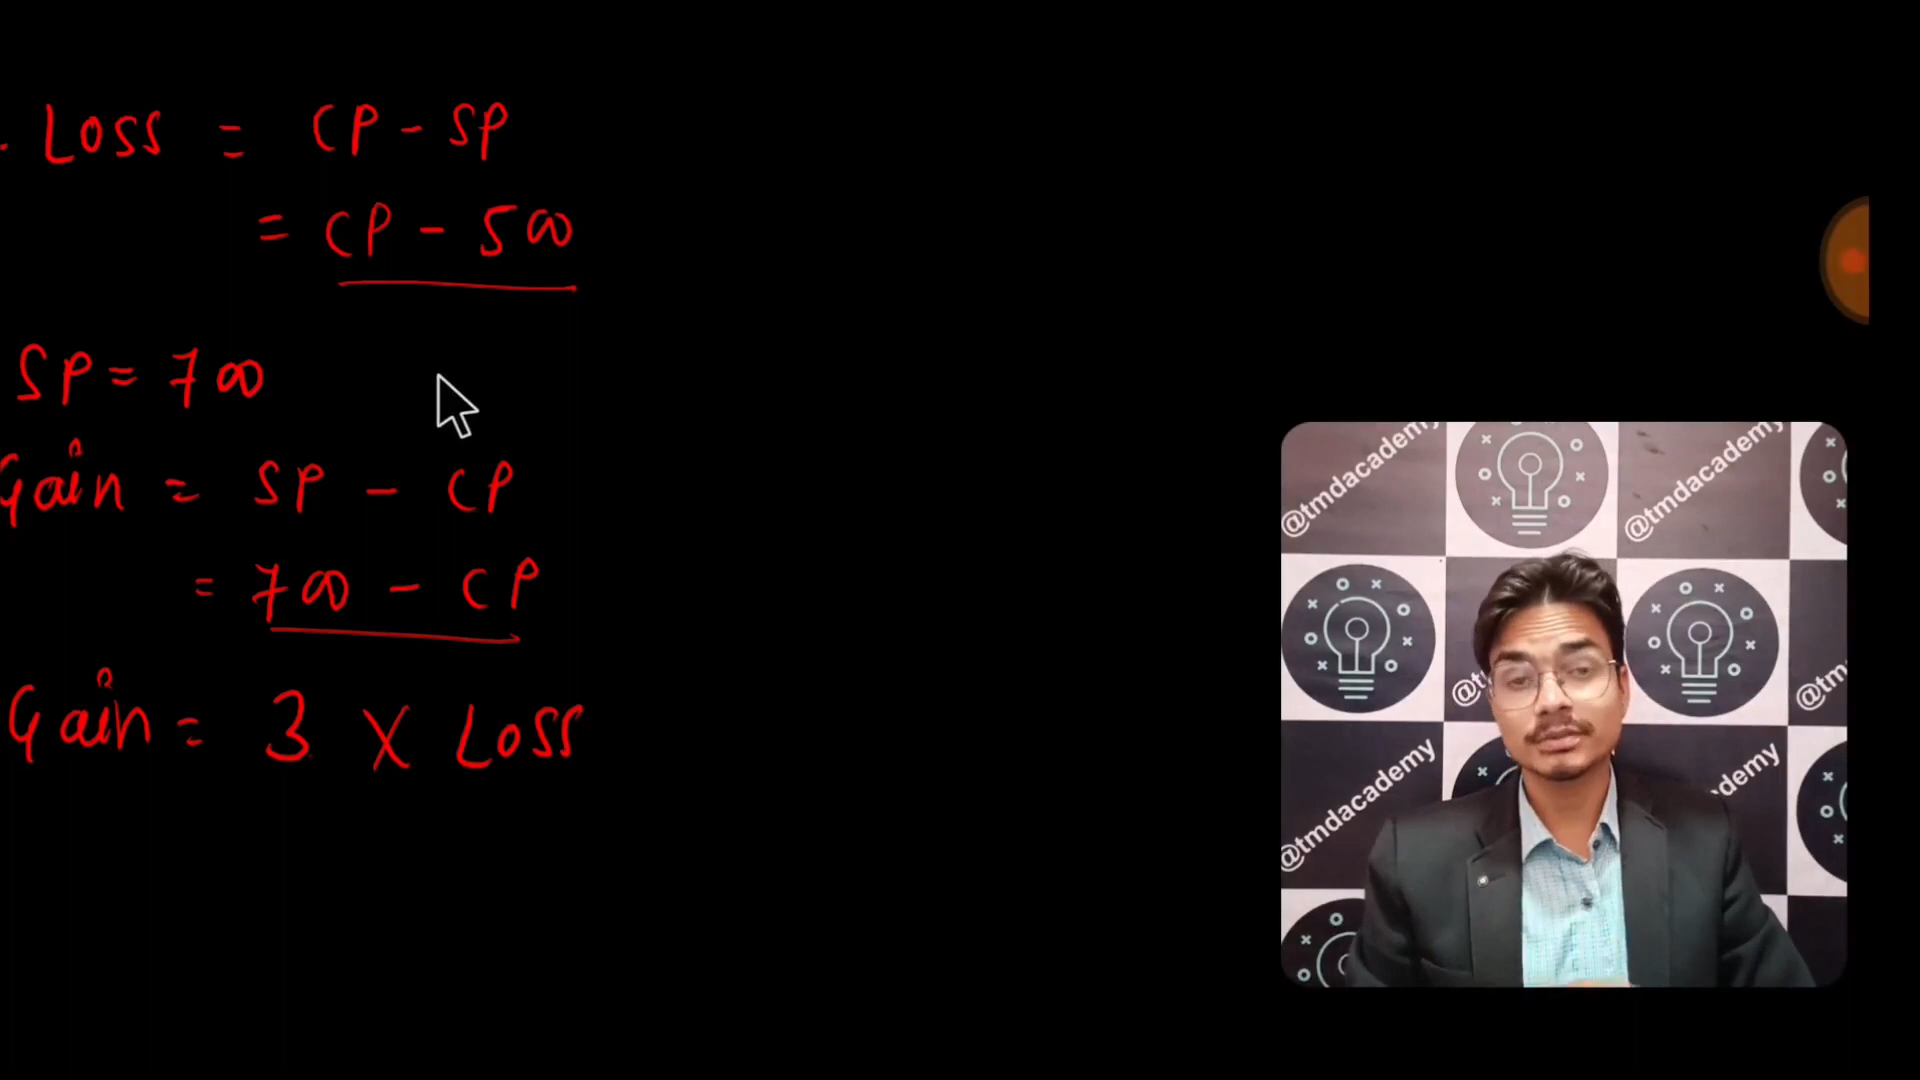 . Loss = CP - SP
= CP - 500
SP = 700
Gain = SP - CP
= 700 - CP
Gain = 3 X Loss
@tmdacademy
@tmdacademy
@tmdacademy